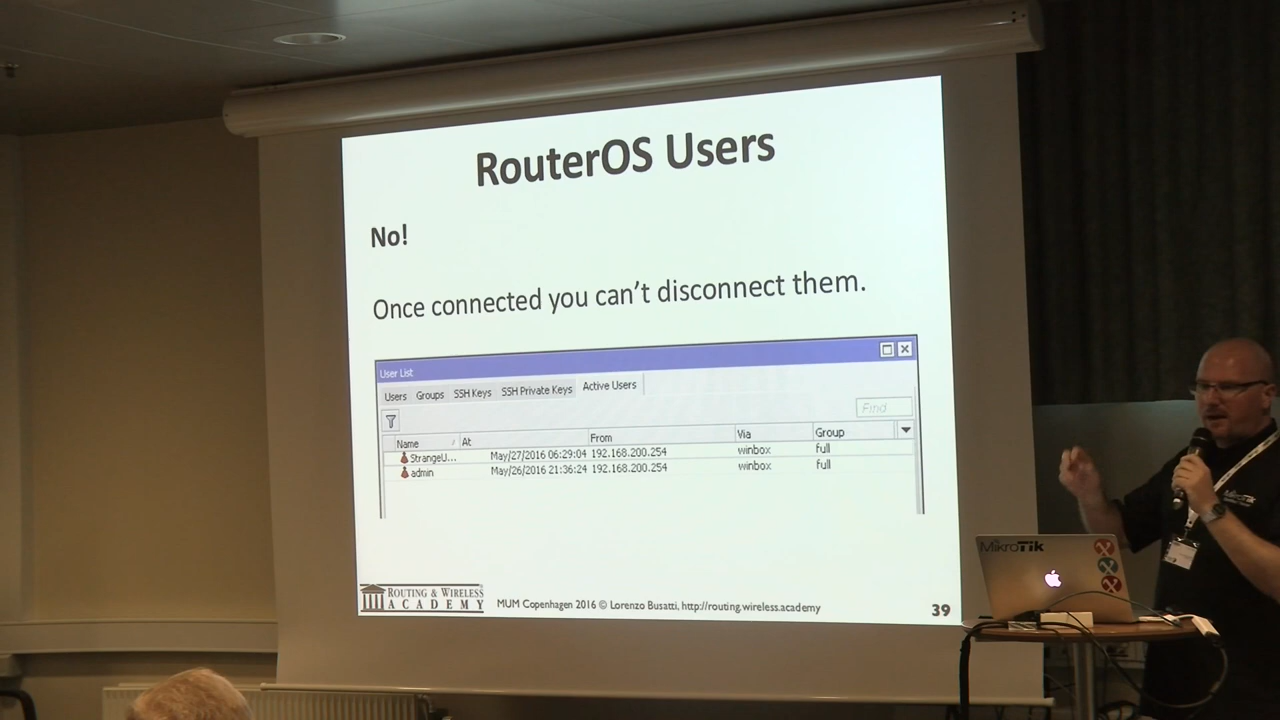 RouterOS Users
No!
Once connected you can't disconnect them.
User List
Users Groups SSH Keys SSH Private Keys Active Users
Find
Name At From Via Group
StrangeU... May/27/2016 06:29:04 192.168.200.254 winbox full
admin May/26/2016 21:36:24 192.168.200.254 winbox full
ROUTING & WIRELESS
ACADEMY
MUM Copenhagen 2016 © Lorenzo Busatti, http://routing.wireless.academy
39
MikroTik
MikroTik